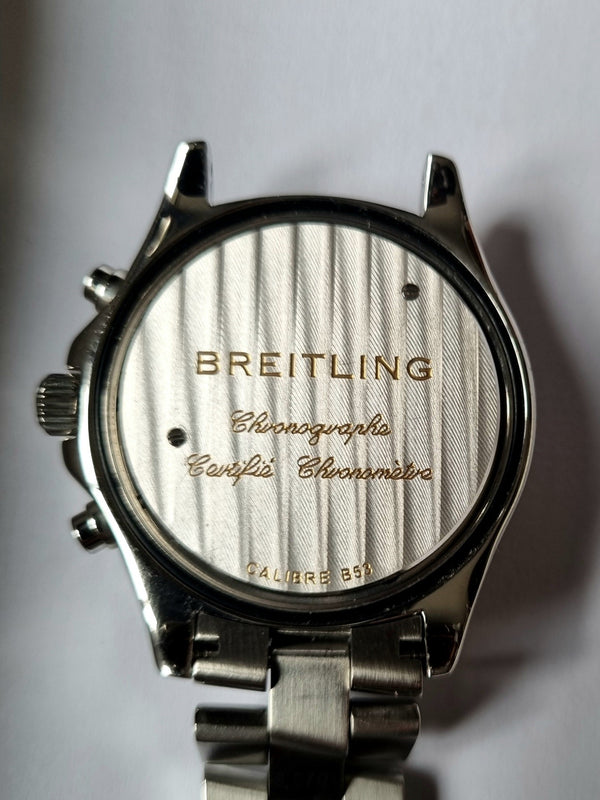 BREITLING
Chronographe
Certifié Chronomètre
CALIBRE B53